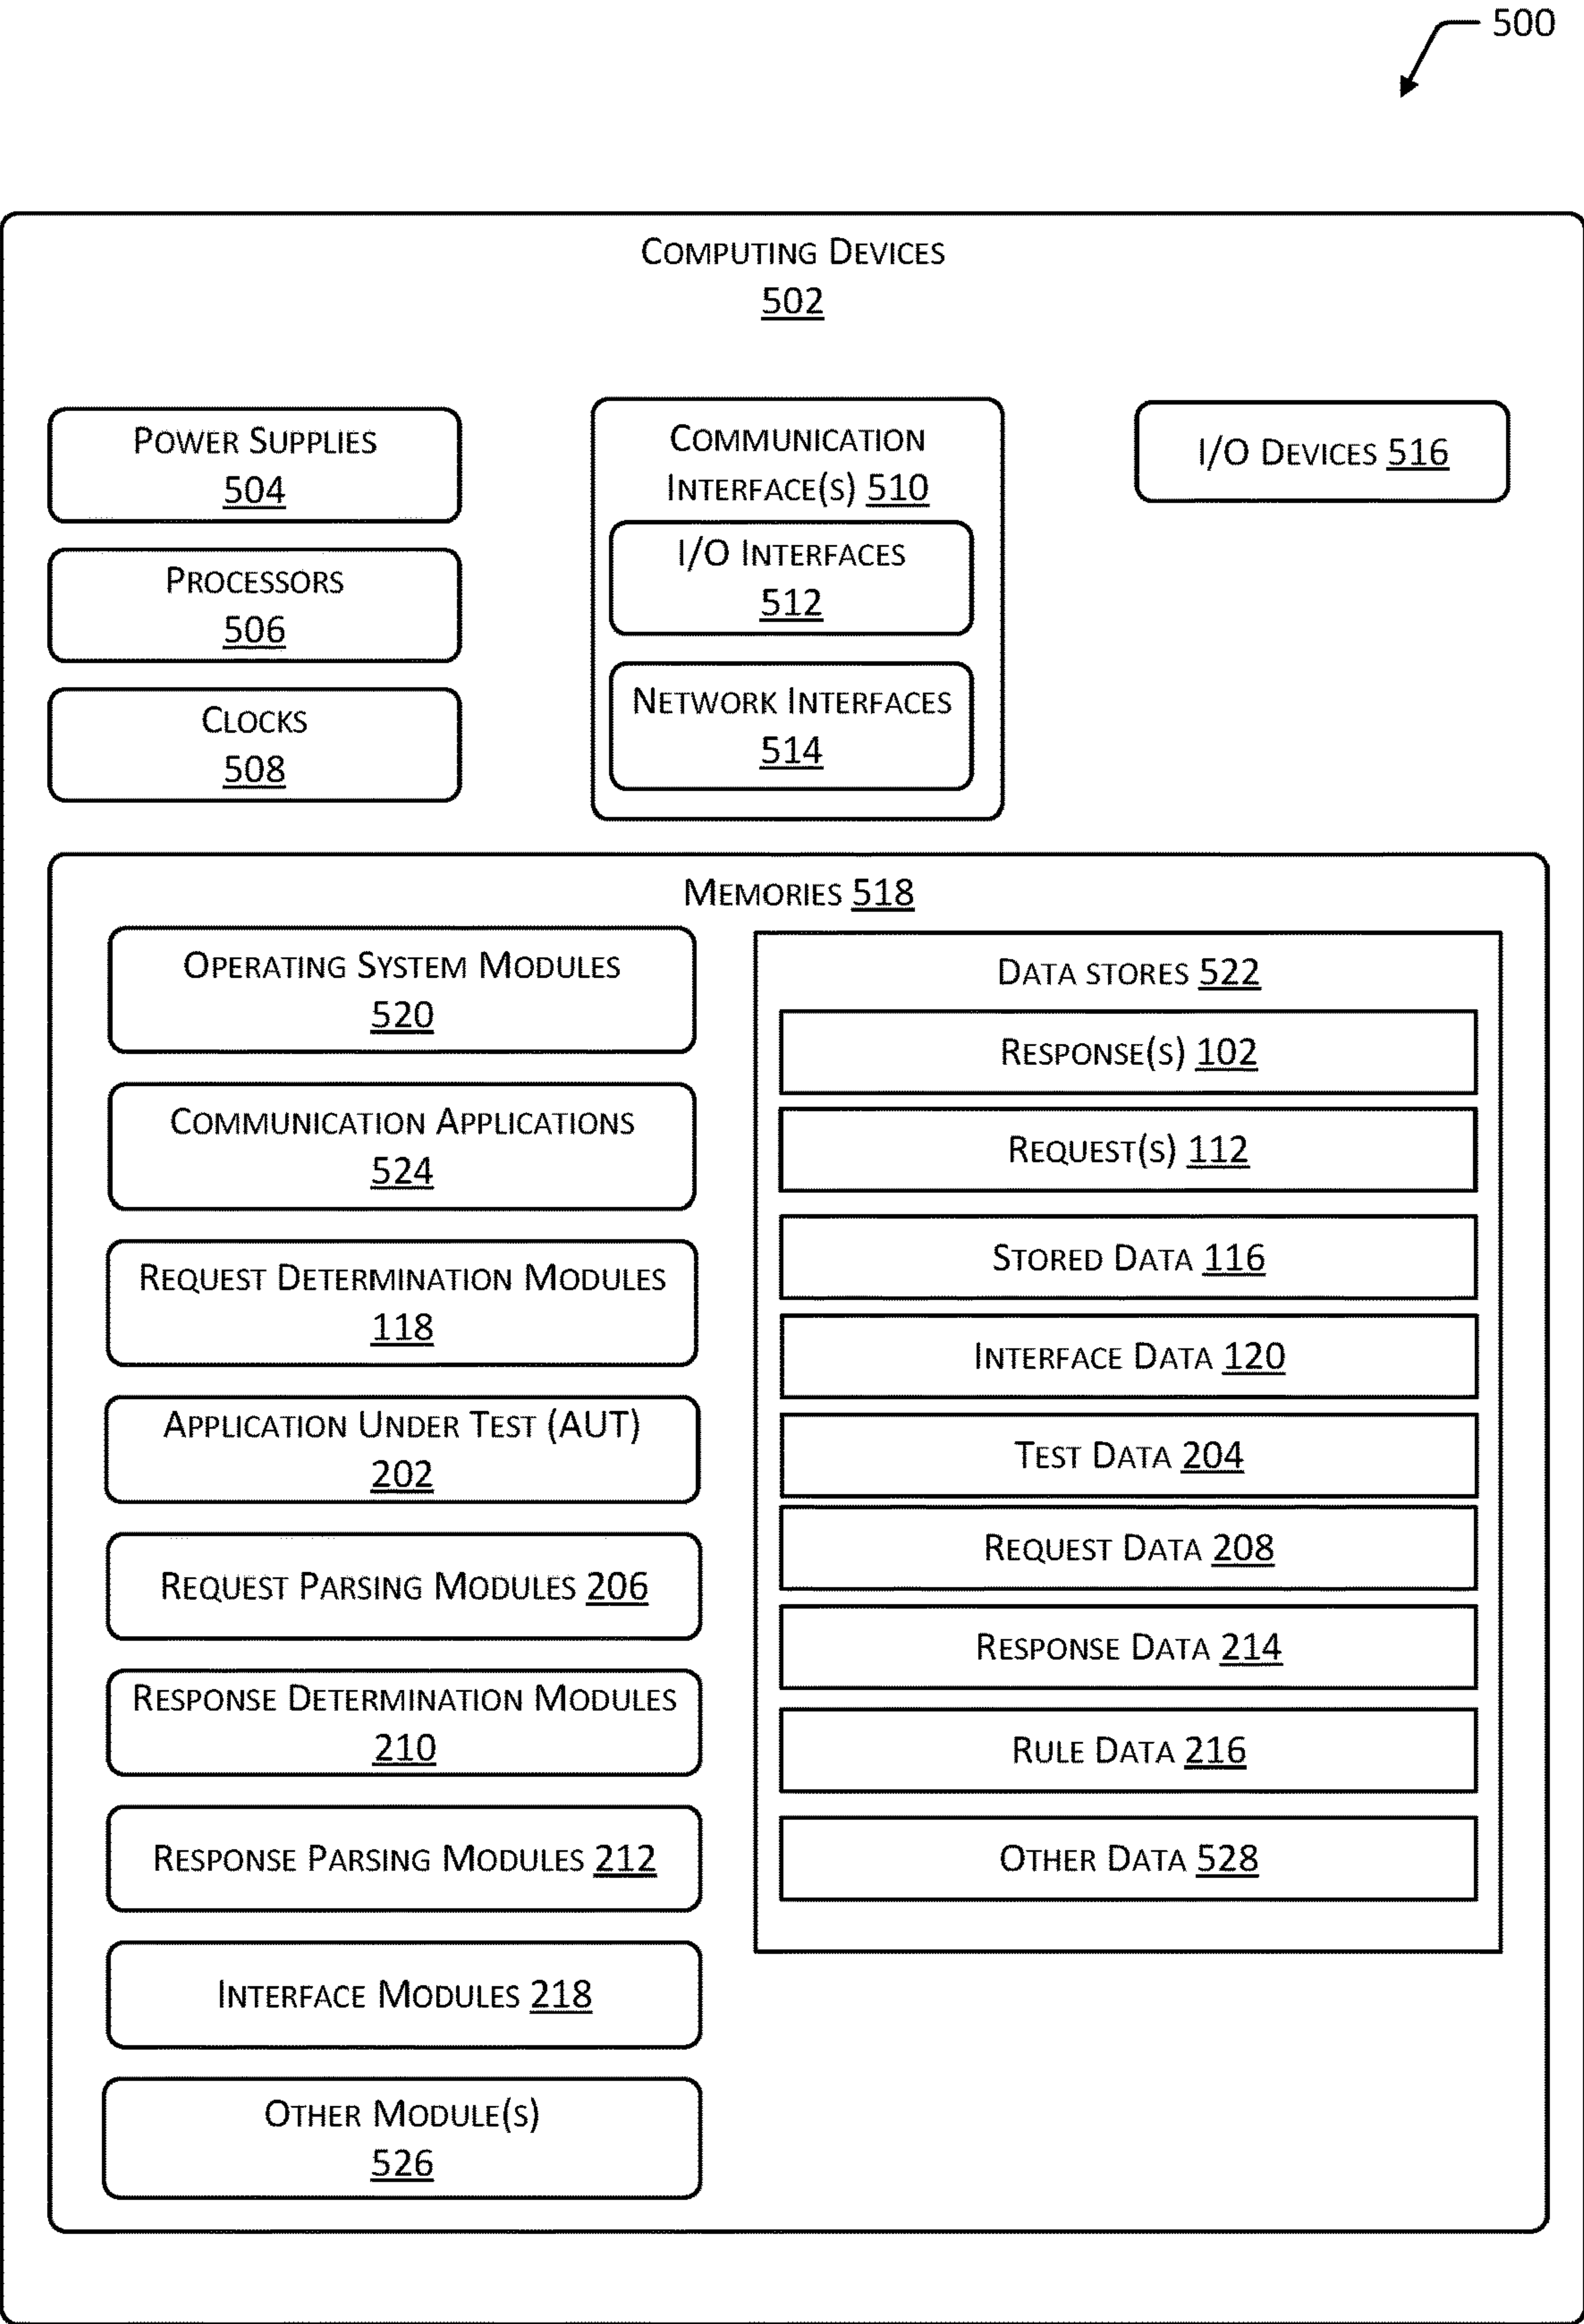 500
COMPUTING DEVICES
502
POWER SUPPLIES
504
PROCESSORS
506
CLOCKS
508
COMMUNICATION
INTERFACE(S) 510
I/O INTERFACES
512
NETWORK INTERFACES
514
I/O DEVICES 516
MEMORIES 518
OPERATING SYSTEM MODULES
520
COMMUNICATION APPLICATIONS
524
REQUEST DETERMINATION MODULES
118
APPLICATION UNDER TEST (AUT)
202
REQUEST PARSING MODULES 206
RESPONSE DETERMINATION MODULES
210
RESPONSE PARSING MODULES 212
INTERFACE MODULES 218
OTHER MODULE(S)
526
DATA STORES 522
RESPONSE(S) 102
REQUEST(S) 112
STORED DATA 116
INTERFACE DATA 120
TEST DATA 204
REQUEST DATA 208
RESPONSE DATA 214
RULE DATA 216
OTHER DATA 528